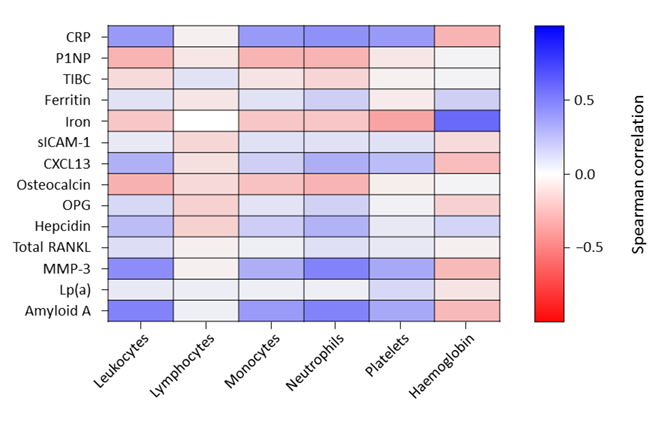 CRP
P1NP
TIBC
Ferritin
Iron
sICAM-1
CXCL13
Osteocalcin
OPG
Hepcidin
Total RANKL
MMP-3
Lp(a)
Amyloid A
Leukocytes
Lymphocytes
Monocytes
Neutrophils
Platelets
Haemoglobin
0.5
0.0
−0.5
Spearman correlation